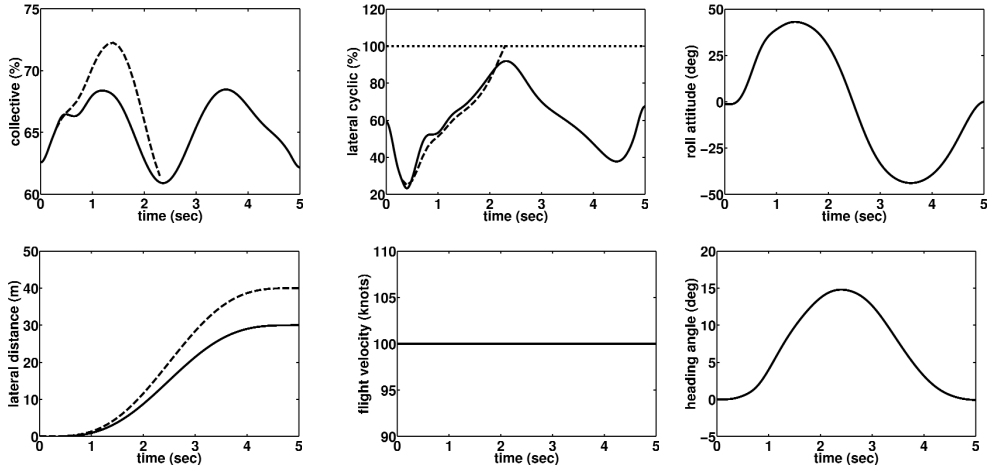 collective (%)
75
70
65
60
0 1 2 3 4 5
time (sec)
lateral cyclic (%)
120
100
80
60
40
20
0 1 2 3 4 5
time (sec)
roll attitude (deg)
50
25
0
−25
−50
0 1 2 3 4 5
time (sec)
lateral distance (m)
50
40
30
20
10
0
0 1 2 3 4 5
time (sec)
flight velocity (knots)
110
105
100
95
90
0 1 2 3 4 5
time (sec)
heading angle (deg)
20
15
10
5
0
−5
0 1 2 3 4 5
time (sec)